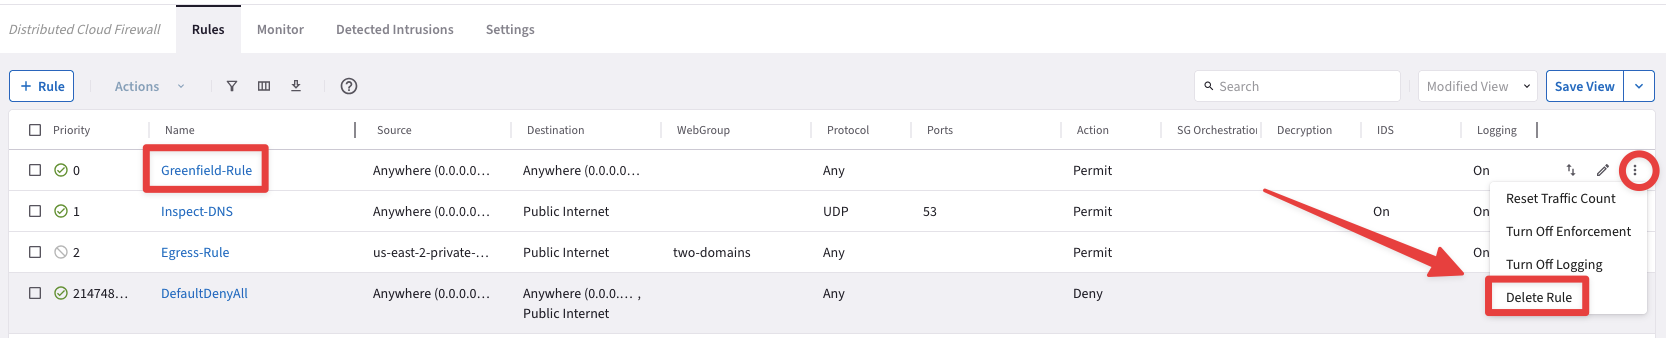 Distributed Cloud Firewall Rules Monitor Detected Intrusions Settings
+ Rule Actions ? Search Modified View Save View
Priority Name Source Destination WebGroup Protocol Ports Action SG Orchestration Decryption IDS Logging
0 Greenfield-Rule Anywhere (0.0.0.0… Anywhere (0.0.0.0… Any Permit On
Reset Traffic Count
1 Inspect-DNS Anywhere (0.0.0.0… Public Internet UDP 53 Permit On On
Turn Off Enforcement
2 Egress-Rule us-east-2-private-… Public Internet two-domains Any Permit On
Turn Off Logging
214748… DefaultDenyAll Anywhere (0.0.0.0… Anywhere (0.0.0.… , Any Deny
Public Internet
Delete Rule